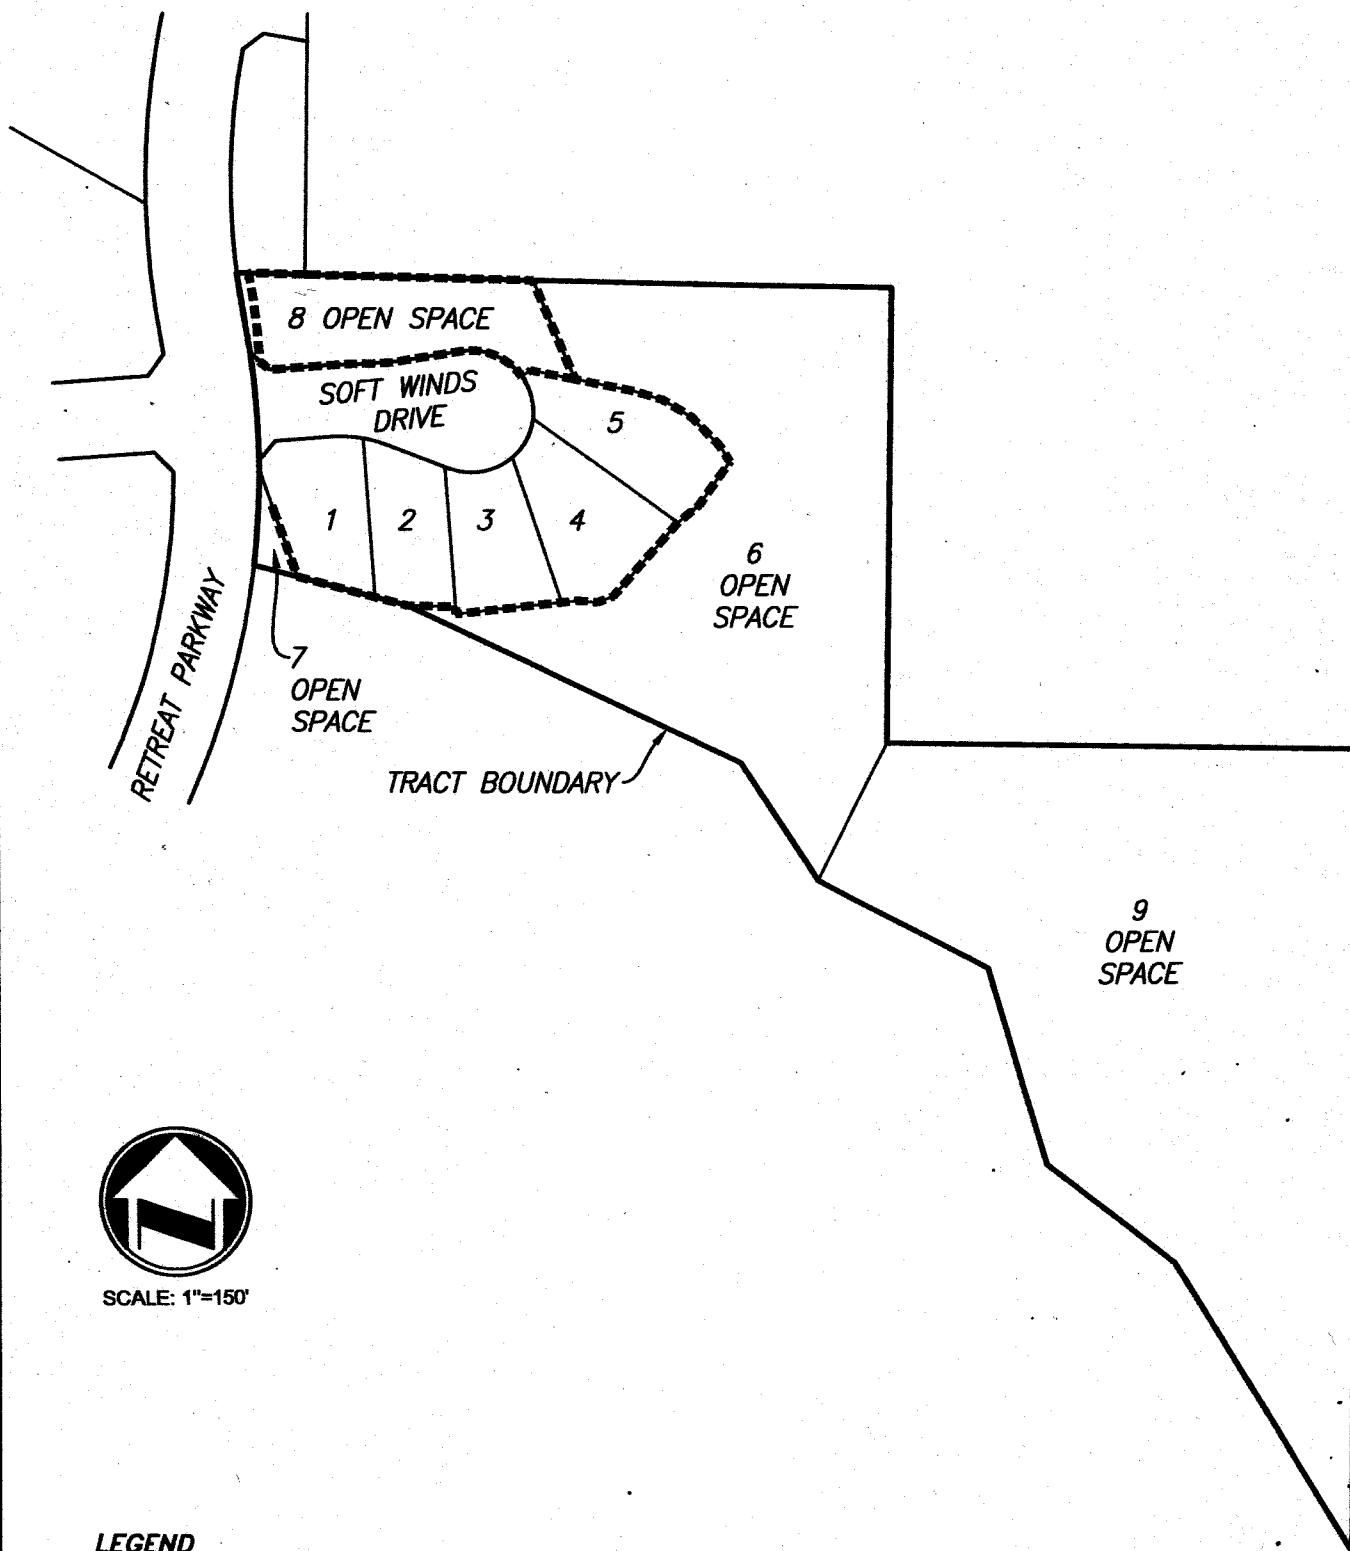 8 OPEN SPACE
SOFT WINDS
DRIVE
5
1
2
3
4
6
OPEN
SPACE
7
OPEN
SPACE
RETREAT PARKWAY
TRACT BOUNDARY
9
OPEN
SPACE
N
SCALE: 1"=150'
LEGEND